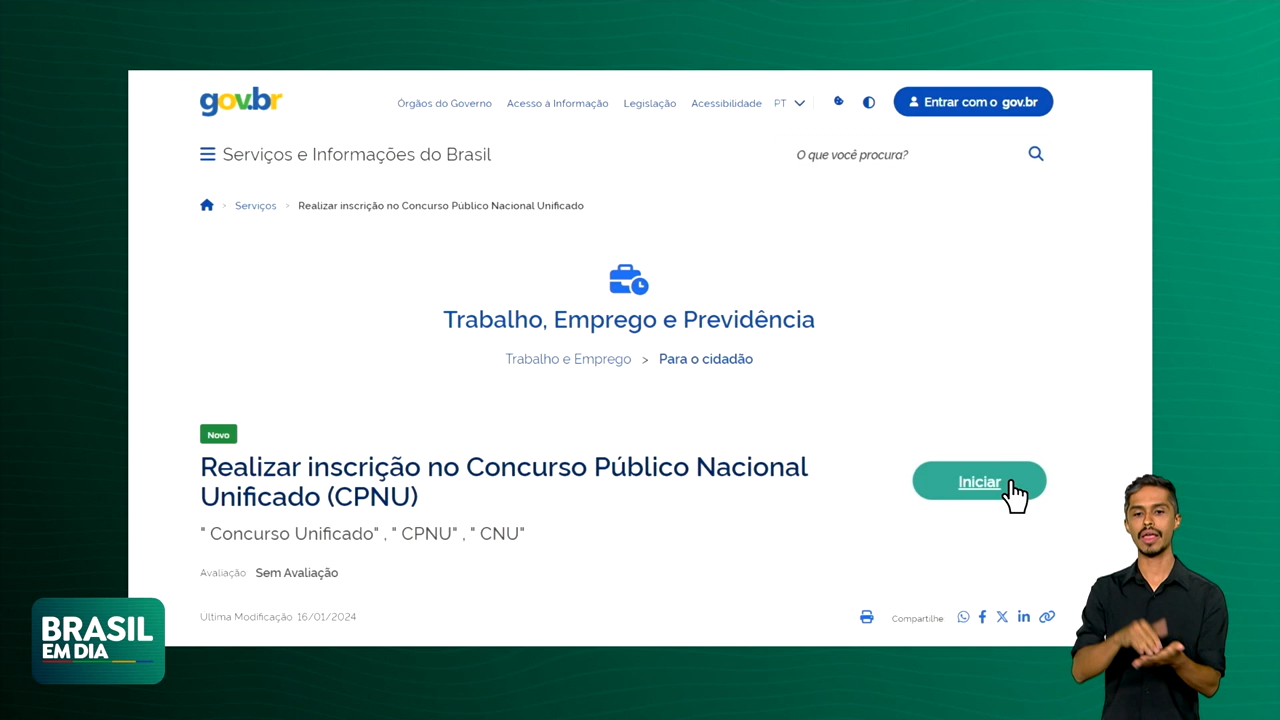 gov.br
Órgãos do Governo Acesso à Informação Legislação Acessibilidade PT
Entrar com o gov.br
Serviços e Informações do Brasil
O que você procura?
> Serviços > Realizar inscrição no Concurso Público Nacional Unificado
Trabalho, Emprego e Previdência
Trabalho e Emprego > Para o cidadão
Novo
Realizar inscrição no Concurso Público Nacional
Unificado (CPNU)
Iniciar
" Concurso Unificado" , " CPNU" , " CNU"
Avaliação Sem Avaliação
Ultima Modificação 16/01/2024
Compartilhe
BRASIL
EM DIA